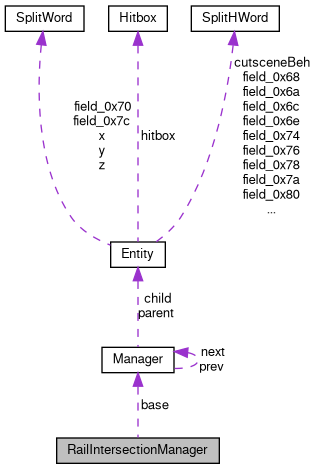 SplitWord
Hitbox
SplitHWord
cutsceneBeh
field_0x68
field_0x6a
field_0x6c
field_0x6e
field_0x74
field_0x76
field_0x78
field_0x7a
field_0x80
...
field_0x70
field_0x7c
x
y
z
hitbox
Entity
child
parent
Manager
next
prev
base
RailIntersectionManager